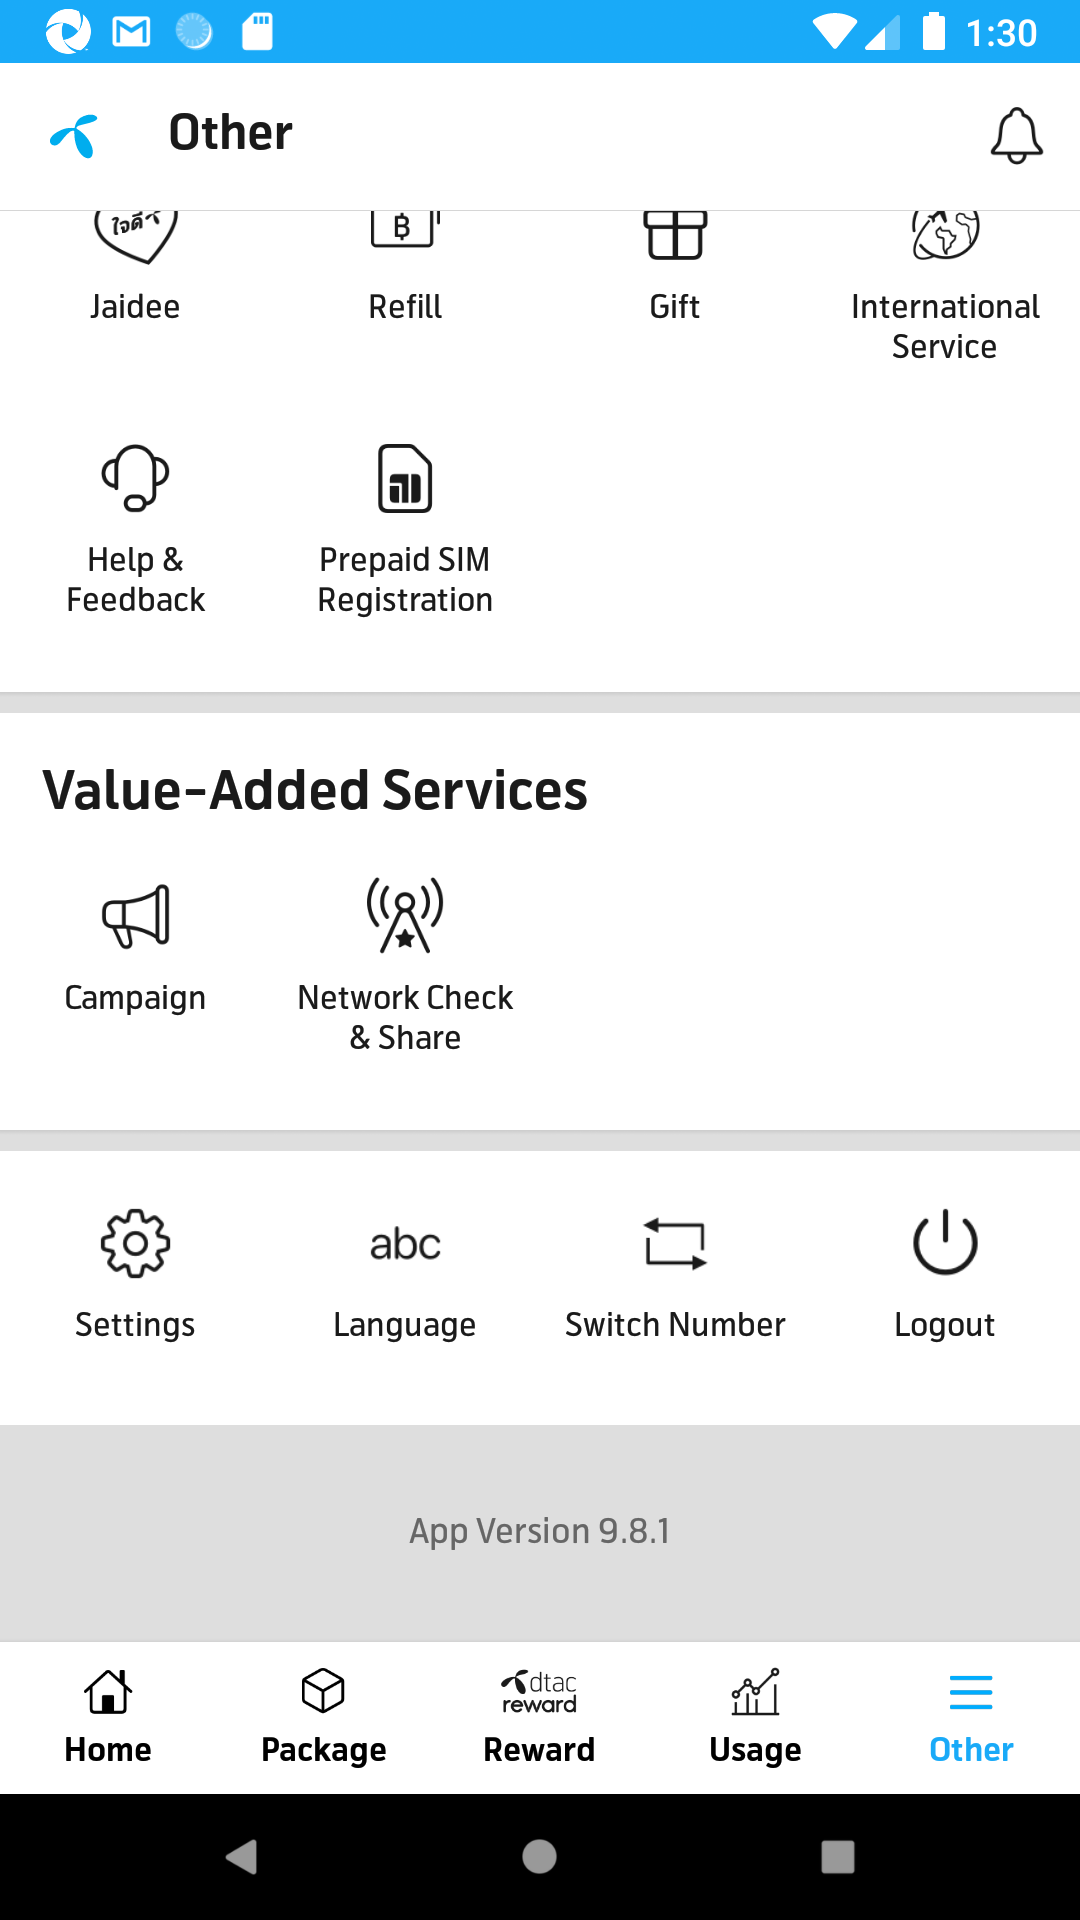 1:30
Other
ใจดี
฿
Jaidee
Refill
Gift
International
Service
Help &
Feedback
Prepaid SIM
Registration
Value-Added Services
Campaign
Network Check
& Share
abc
Settings
Language
Switch Number
Logout
App Version 9.8.1
dtac
reward
Home
Package
Reward
Usage
Other